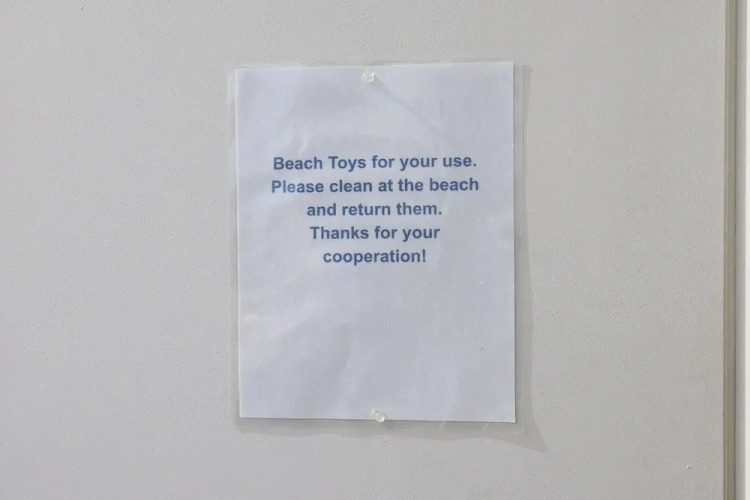 Beach Toys for your use.
Please clean at the beach
and return them.
Thanks for your
cooperation!